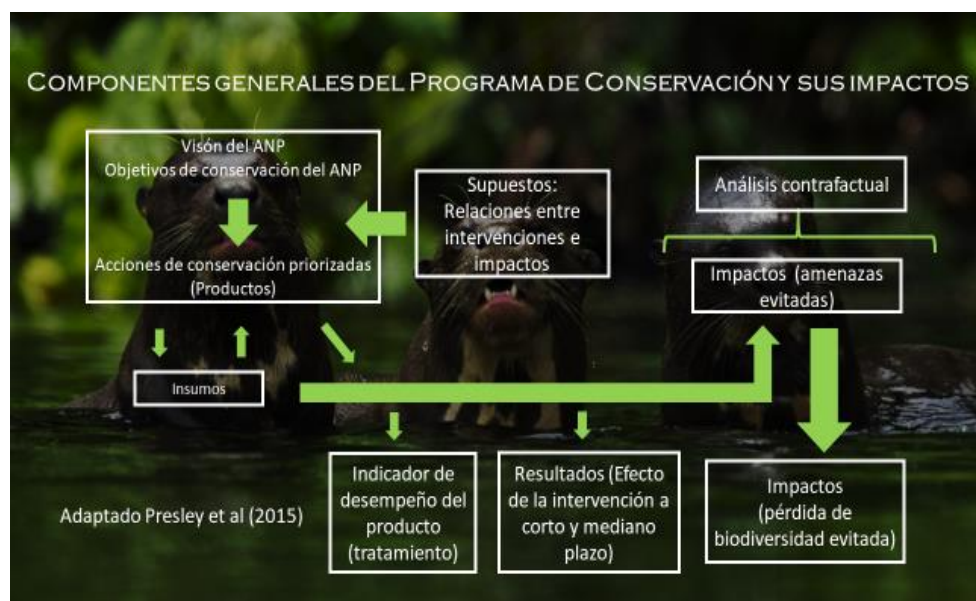 COMPONENTES GENERALES DEL PROGRAMA DE CONSERVACIÓN Y SUS IMPACTOS
Visón del ANP
Objetivos de conservación del ANP
Acciones de conservación priorizadas
(Productos)
Supuestos:
Relaciones entre
intervenciones e
impactos
Análisis contrafactual
Impactos (amenazas
evitadas)
Insumos
Indicador de
desempeño del
producto
(tratamiento)
Resultados (Efecto
de la intervención a
corto y mediano
plazo)
Impactos
(pérdida de
biodiversidad evitada)
Adaptado Presley et al (2015)